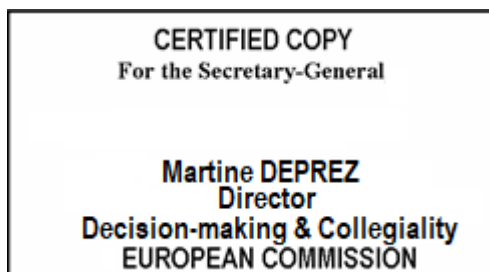 CERTIFIED COPY
For the Secretary-General
Martine DEPREZ
Director
Decision-making & Collegiality
EUROPEAN COMMISSION